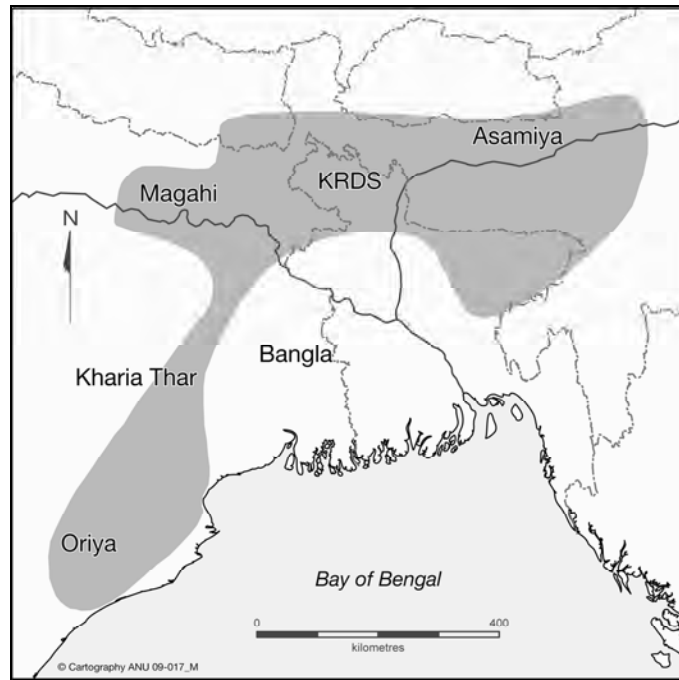 Asamiya
KRDS
Magahi
N
Bangla
Kharia Thar
Oriya
Bay of Bengal
0 400
kilometres
© Cartography ANU 09-017_M